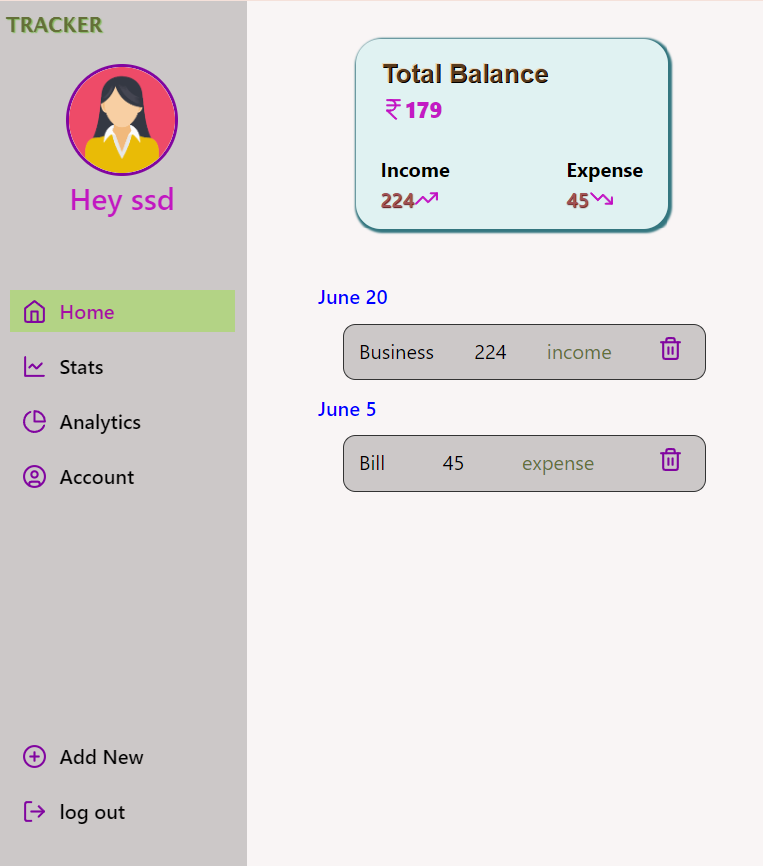 TRACKER
Hey ssd
Home
Stats
Analytics
Account
Add New
log out
Total Balance
₹179
Income Expense
224 45
June 20
Business 224 income
June 5
Bill 45 expense